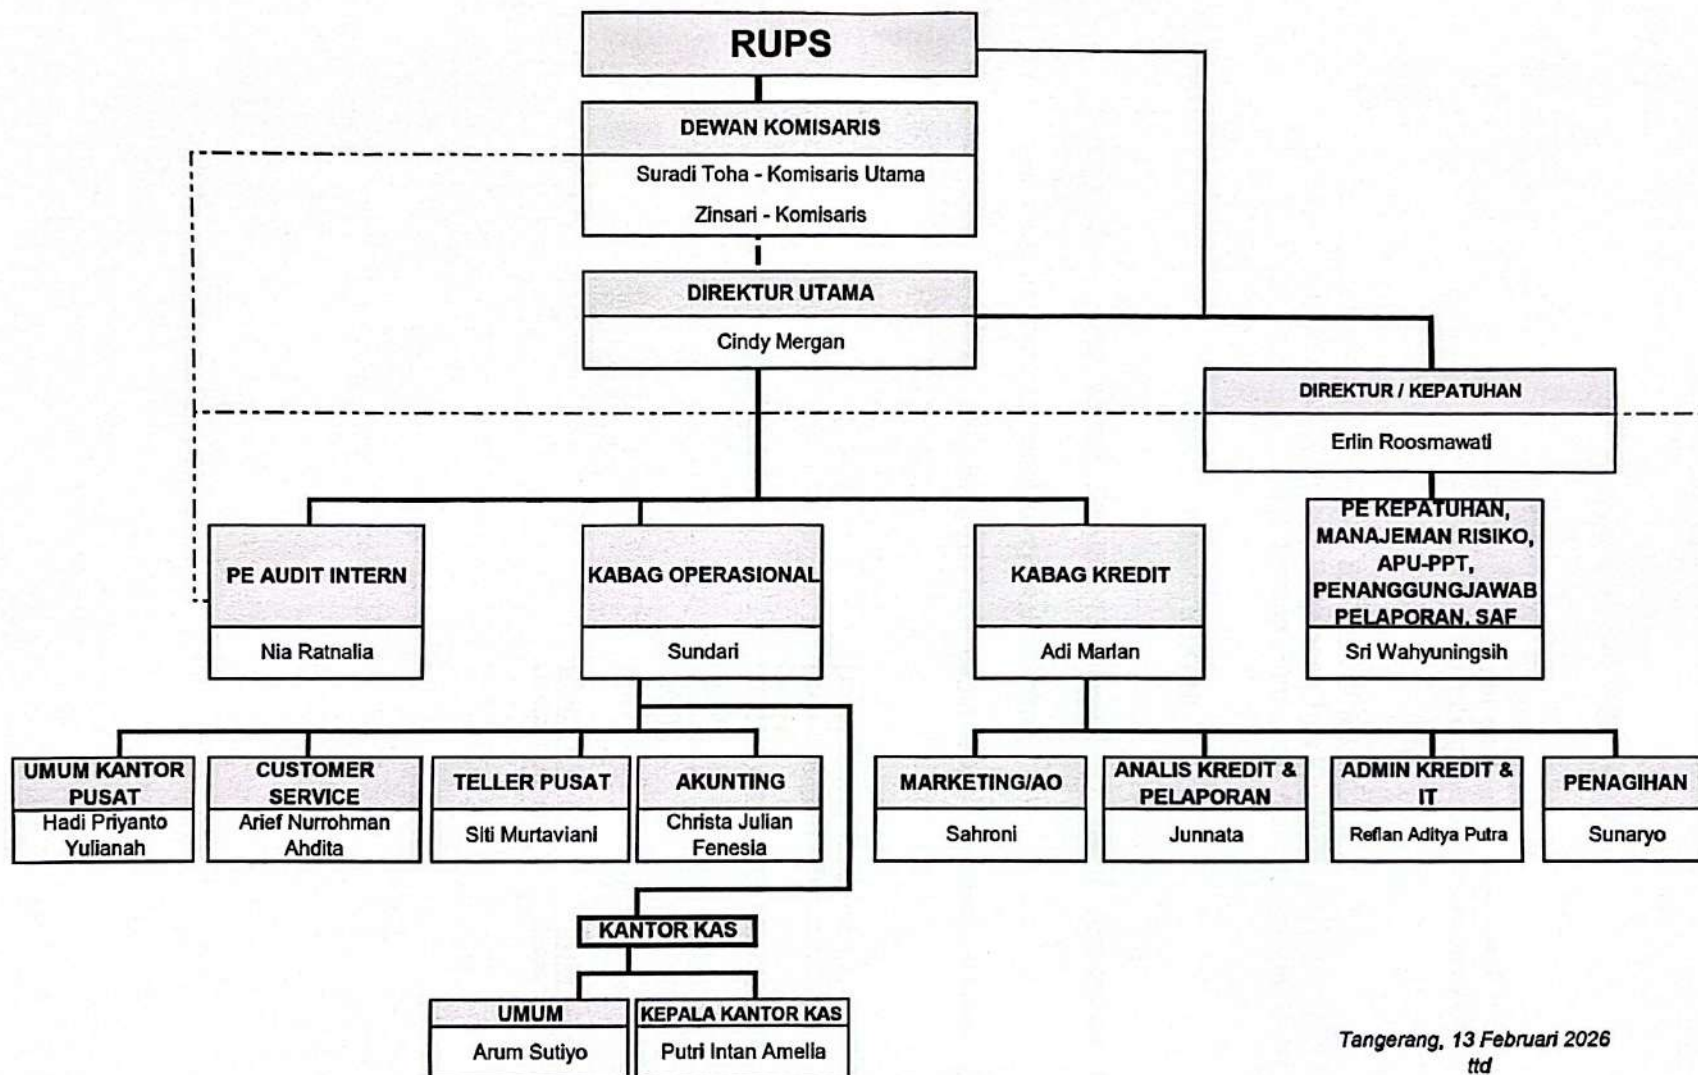 RUPS
DEWAN KOMISARIS
Suradi Toha - Komisaris Utama
Zinsari - Komisaris
DIREKTUR UTAMA
Cindy Mergan
DIREKTUR / KEPATUHAN
Erlin Roosmawati
PE AUDIT INTERN
Nia Ratnalia
KABAG OPERASIONAL
Sundari
KABAG KREDIT
Adi Marlan
PE KEPATUHAN,
MANAJEMAN RISIKO,
APU-PPT,
PENANGGUNGJAWAB
PELAPORAN, SAF
Sri Wahyuningsih
UMUM KANTOR
PUSAT
Hadi Priyanto
Yulianah
CUSTOMER
SERVICE
Arief Nurrohman
Ahdita
TELLER PUSAT
Siti Murtaviani
AKUNTING
Christa Julian
Fenesia
MARKETING/AO
Sahroni
ANALIS KREDIT &
PELAPORAN
Junnata
ADMIN KREDIT &
IT
Refian Aditya Putra
PENAGIHAN
Sunaryo
KANTOR KAS
UMUM
Arum Sutiyo
KEPALA KANTOR KAS
Putri Intan Amelia
Tangerang, 13 Februari 2026
ttd